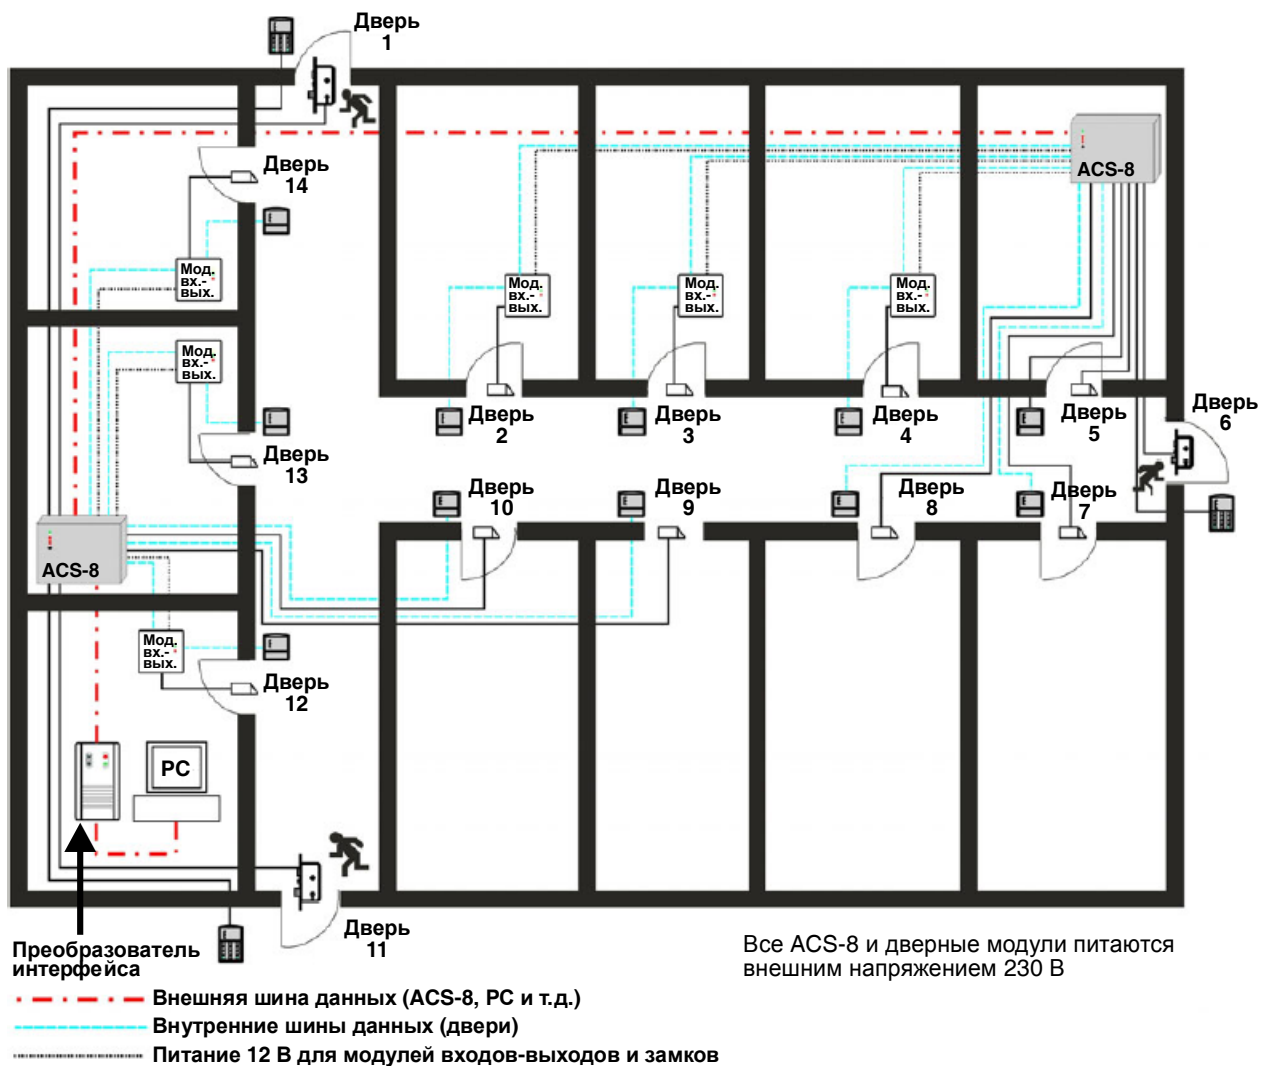 Дверь
1
ACS-8
Дверь
14
Мод.
вх.-
вых.
Мод.
вх.-
вых.
Мод.
вх.-
вых.
Мод.
вх.-
вых.
Мод.
вх.-
вых.
Дверь
2
Дверь
3
Дверь
4
Дверь
5
Дверь
6
Дверь
13
Дверь
10
Дверь
9
Дверь
8
Дверь
7
ACS-8
Мод.
вх.-
вых.
Дверь
12
PC
Дверь
11
Преобразователь
интерфейса
Все ACS-8 и дверные модули питаются
внешним напряжением 230 В
Внешняя шина данных (ACS-8, PC и т.д.)
Внутренние шины данных (двери)
Питание 12 В для модулей входов-выходов и замков